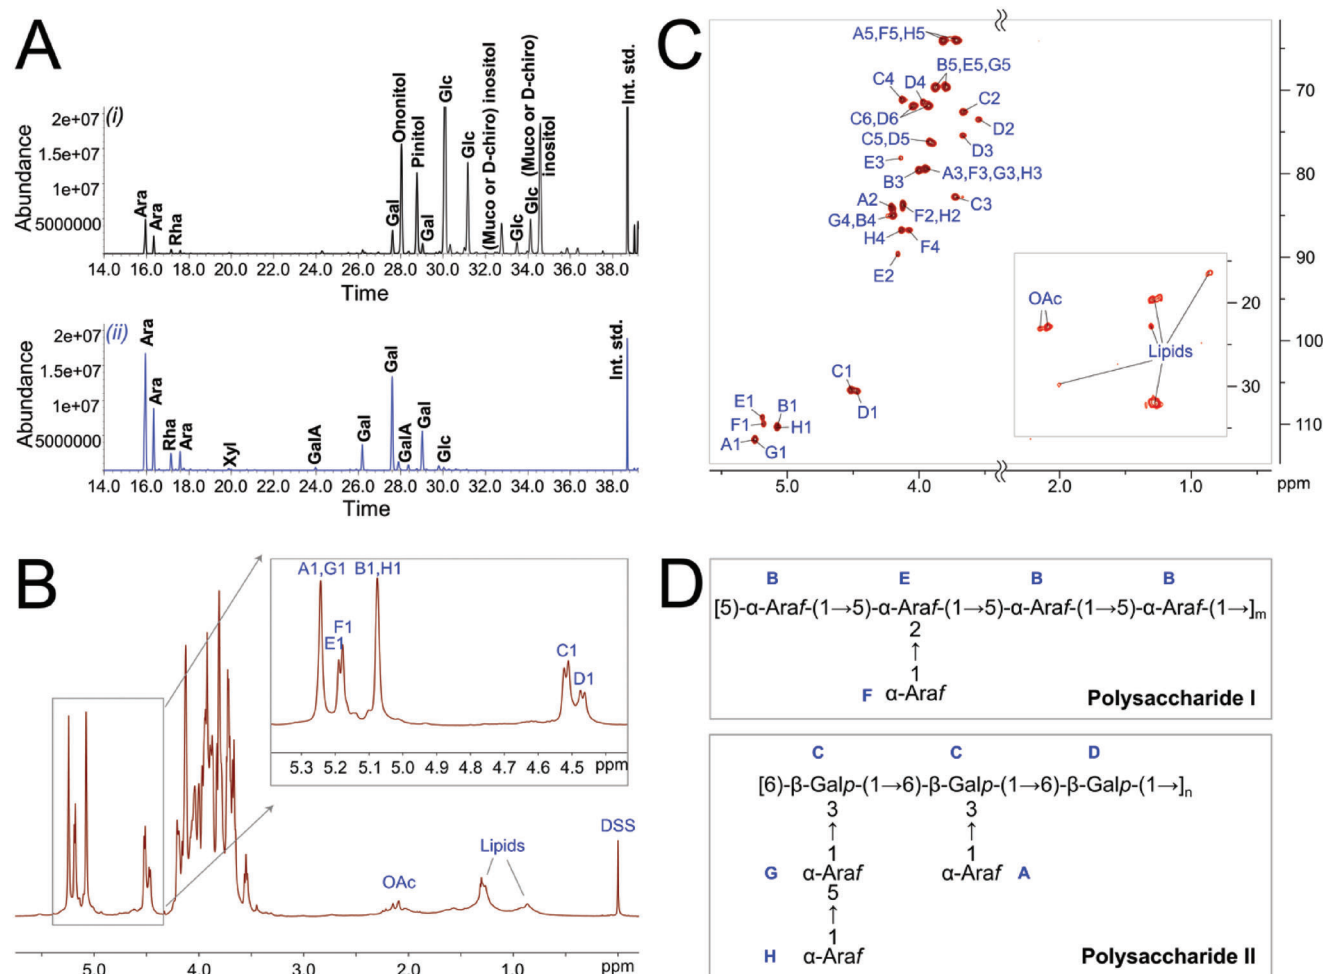 A
(i)
Abundance
2e+07
1.5e+07
1e+07
5000000
Ara
Ara
Rha
Gal
Ononitol
Pinitol
Gal
Glc
Glc
(Muco or D-chiro) inositol
Glc
Glc
(Muco or D-chiro)
inositol
Int. std.
14.0 16.0 18.0 20.0 22.0 24.0 26.0 28.0 30.0 32.0 34.0 36.0 38.0
Time
(ii)
Abundance
2e+07
1.5e+07
1e+07
5000000
Ara
Ara
Rha
Ara
Xyl
GalA
Gal
Gal
GalA
Gal
Glc
Int. std.
14.0 16.0 18.0 20.0 22.0 24.0 26.0 28.0 30.0 32.0 34.0 36.0 38.0
Time
B
A1,G1
B1,H1
F1
E1
C1
D1
5.3 5.2 5.1 5.0 4.9 4.8 4.7 4.6 4.5 ppm
OAc
Lipids
DSS
5.0 4.0 3.0 2.0 1.0 ppm
C
A5,F5,H5
B5,E5,G5
C4
D4
C2
C6,D6
D2
C5,D5
D3
E3
B3
A3,F3,G3,H3
A2
C3
G4,B4
F2,H2
H4
F4
E2
OAc
Lipids
C1
D1
E1
B1
F1
H1
A1
G1
70
80
90
100
110
20
30
5.0 4.0 2.0 1.0 ppm
D
B E B B
[5)-α-Araf-(1→5)-α-Araf-(1→5)-α-Araf-(1→5)-α-Araf-(1→]m
2
↑
1
F α-Araf
Polysaccharide I
C C D
[6)-β-Galp-(1→6)-β-Galp-(1→6)-β-Galp-(1→]n
3 3
↑ ↑
1 1
G α-Araf α-Araf A
5
↑
1
H α-Araf
Polysaccharide II